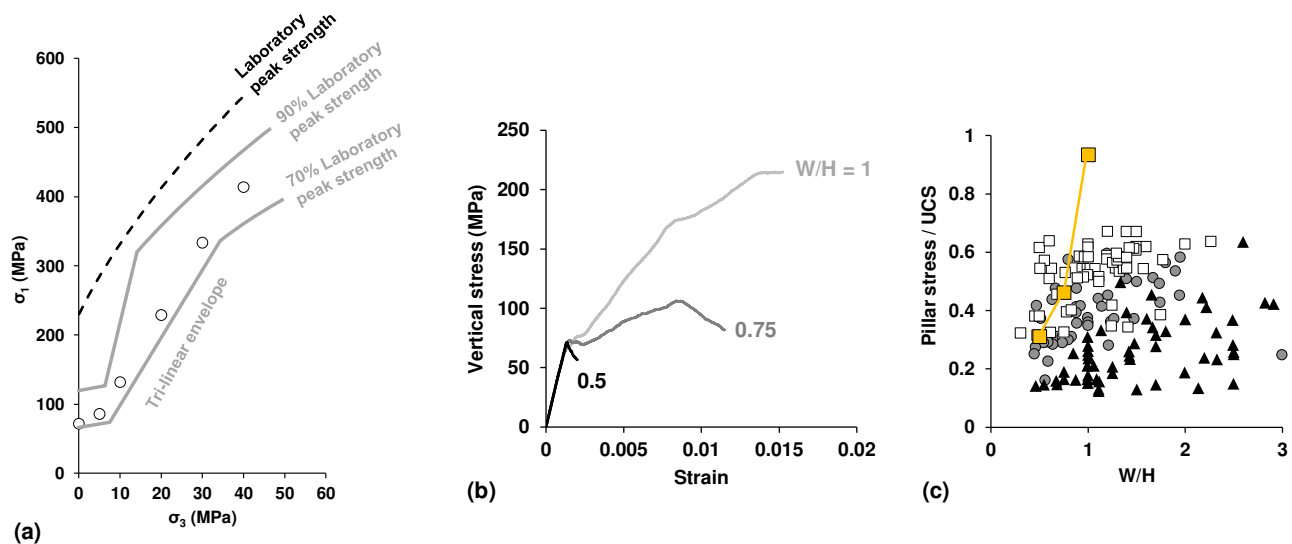 600
500
400
300
200
100
0
σ1 (MPa)
0 10 20 30 40 50 60
σ3 (MPa)
Laboratory
peak strength
90% Laboratory
peak strength
70% Laboratory
peak strength
Tri-linear envelope
(a)
250
200
150
100
50
0
Vertical stress (MPa)
0 0.005 0.01 0.015 0.02
Strain
W/H = 1
0.75
0.5
(b)
1
0.8
0.6
0.4
0.2
0
Pillar stress / UCS
0 1 2 3
W/H
(c)